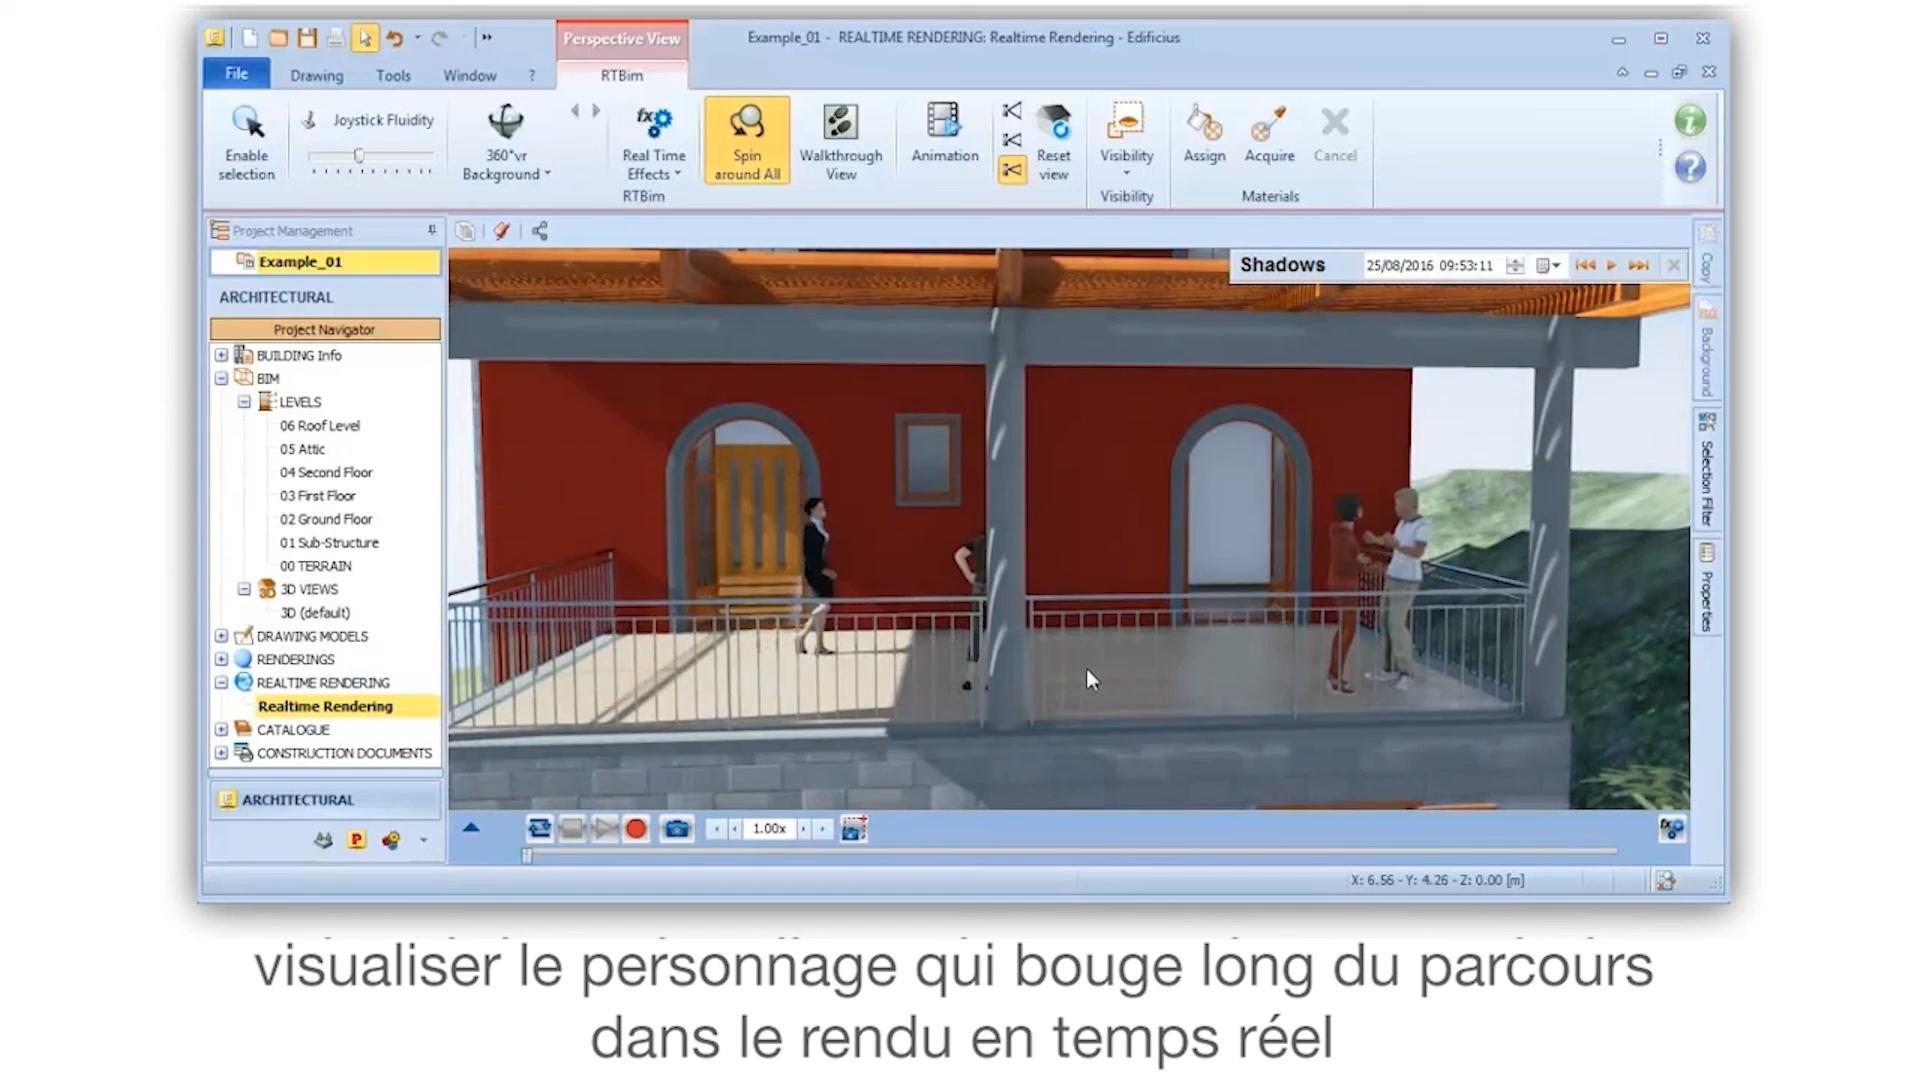 Perspective View
Example_01 - REALTIME RENDERING: Realtime Rendering - Edificius
File
Drawing
Tools
Window
?
RTBim
Enable selection
Joystick Fluidity
360°vr Background
Real Time Effects
RTBim
Spin around All
Walkthrough View
Animation
Reset view
Visibility
Visibility
Assign
Acquire
Cancel
Materials
Project Management
Example_01
ARCHITECTURAL
Project Navigator
BUILDING Info
BIM
LEVELS
06 Roof Level
05 Attic
04 Second Floor
03 First Floor
02 Ground Floor
01 Sub-Structure
00 TERRAIN
3D VIEWS
3D (default)
DRAWING MODELS
RENDERINGS
REALTIME RENDERING
Realtime Rendering
CATALOGUE
CONSTRUCTION DOCUMENTS
ARCHITECTURAL
Shadows
25/08/2016 09:53:11
Copy
Background
Selection Filter
Properties
1.00x
X: 6.56 - Y: 4.26 - Z: 0.00 [m]
visualiser le personnage qui bouge long du parcours
dans le rendu en temps réel